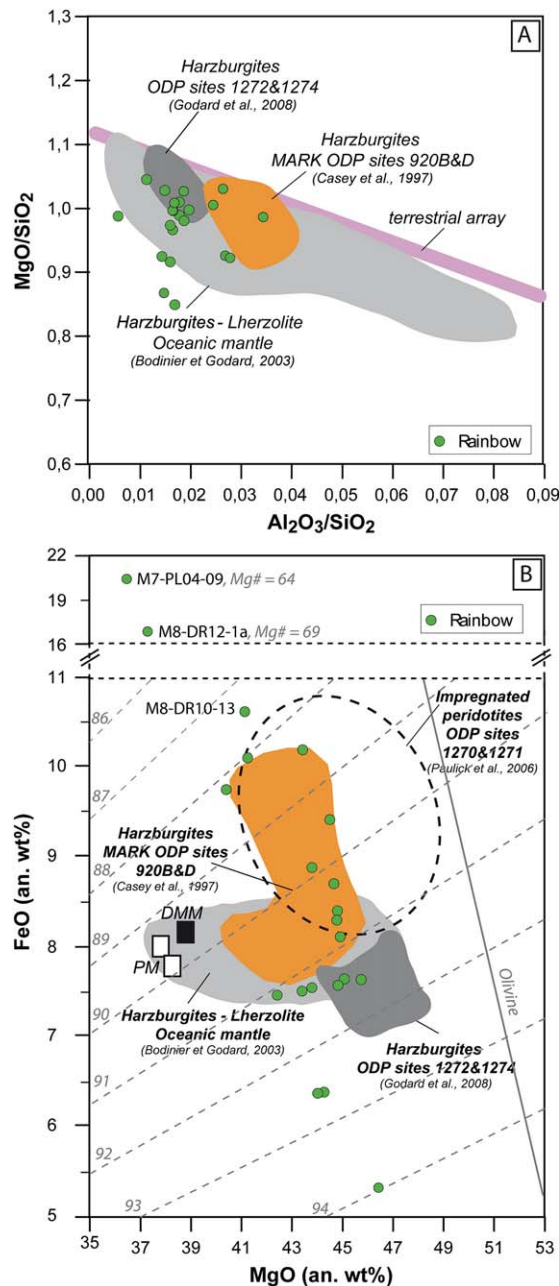 A
1,3
1,2
1,1
1,0
0,9
0,8
0,7
0,6
MgO/SiO2
Harzburgites
ODP sites 1272&1274
(Godard et al., 2008)
Harzburgites
MARK ODP sites 920B&D
(Casey et al., 1997)
terrestrial array
Harzburgites - Lherzolite
Oceanic mantle
(Bodinier et Godard, 2003)
Rainbow
0,00 0,01 0,02 0,03 0,04 0,05 0,06 0,07 0,08 0,09
Al2O3/SiO2
B
22
19
16
11
10
9
8
7
6
5
FeO (an. wt%)
M7-PL04-09, Mg# = 64
Rainbow
M8-DR12-1a, Mg# = 69
M8-DR10-13
Impregnated
peridotites
ODP sites
1270&1271
(Paulick et al., 2006)
86
87
88
89
90
91
92
93
94
Harzburgites
MARK ODP sites
920B&D
(Casey et al., 1997)
DMM
PM
Harzburgites - Lherzolite
Oceanic mantle
(Bodinier et Godard, 2003)
Harzburgites
ODP sites 1272&1274
(Godard et al., 2008)
Olivine
35 37 39 41 43 45 47 49 51 53
MgO (an. wt%)